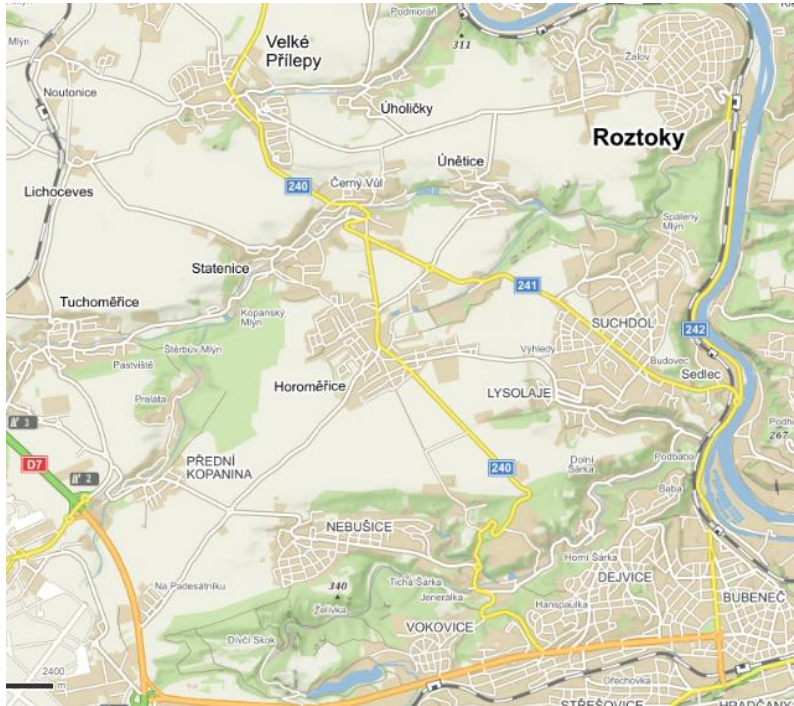 Podmoráň
Mlýn
311
Velké
Přílepy
Žalov
Noutonice
Úholičky
Roztoky
Únětice
Lichoceves
240
Černý Vůl
Spálený
Mlýn
Statenice
Tuchoměřice
Kopanský
Mlýn
241
SUCHDOL
242
Štěrbův Mlýn
Pastviště
Výhledy
Budovec
Sedlec
Horoměřice
Preláta
LYSOLAJE
3
D7
2
PŘEDNÍ
KOPANINA
240
Dolní
Šárka
Podbaba
267
Baba
NEBUŠICE
Na Padesátníku
340
Želivka
Tichá Šárka
Jenerálka
Horní Šárka
DEJVICE
Hanspaulka
BUBENEČ
Dívčí Skok
VOKOVICE
2400
m
Ořechovka
STŘEŠOVICE
HRADČANY